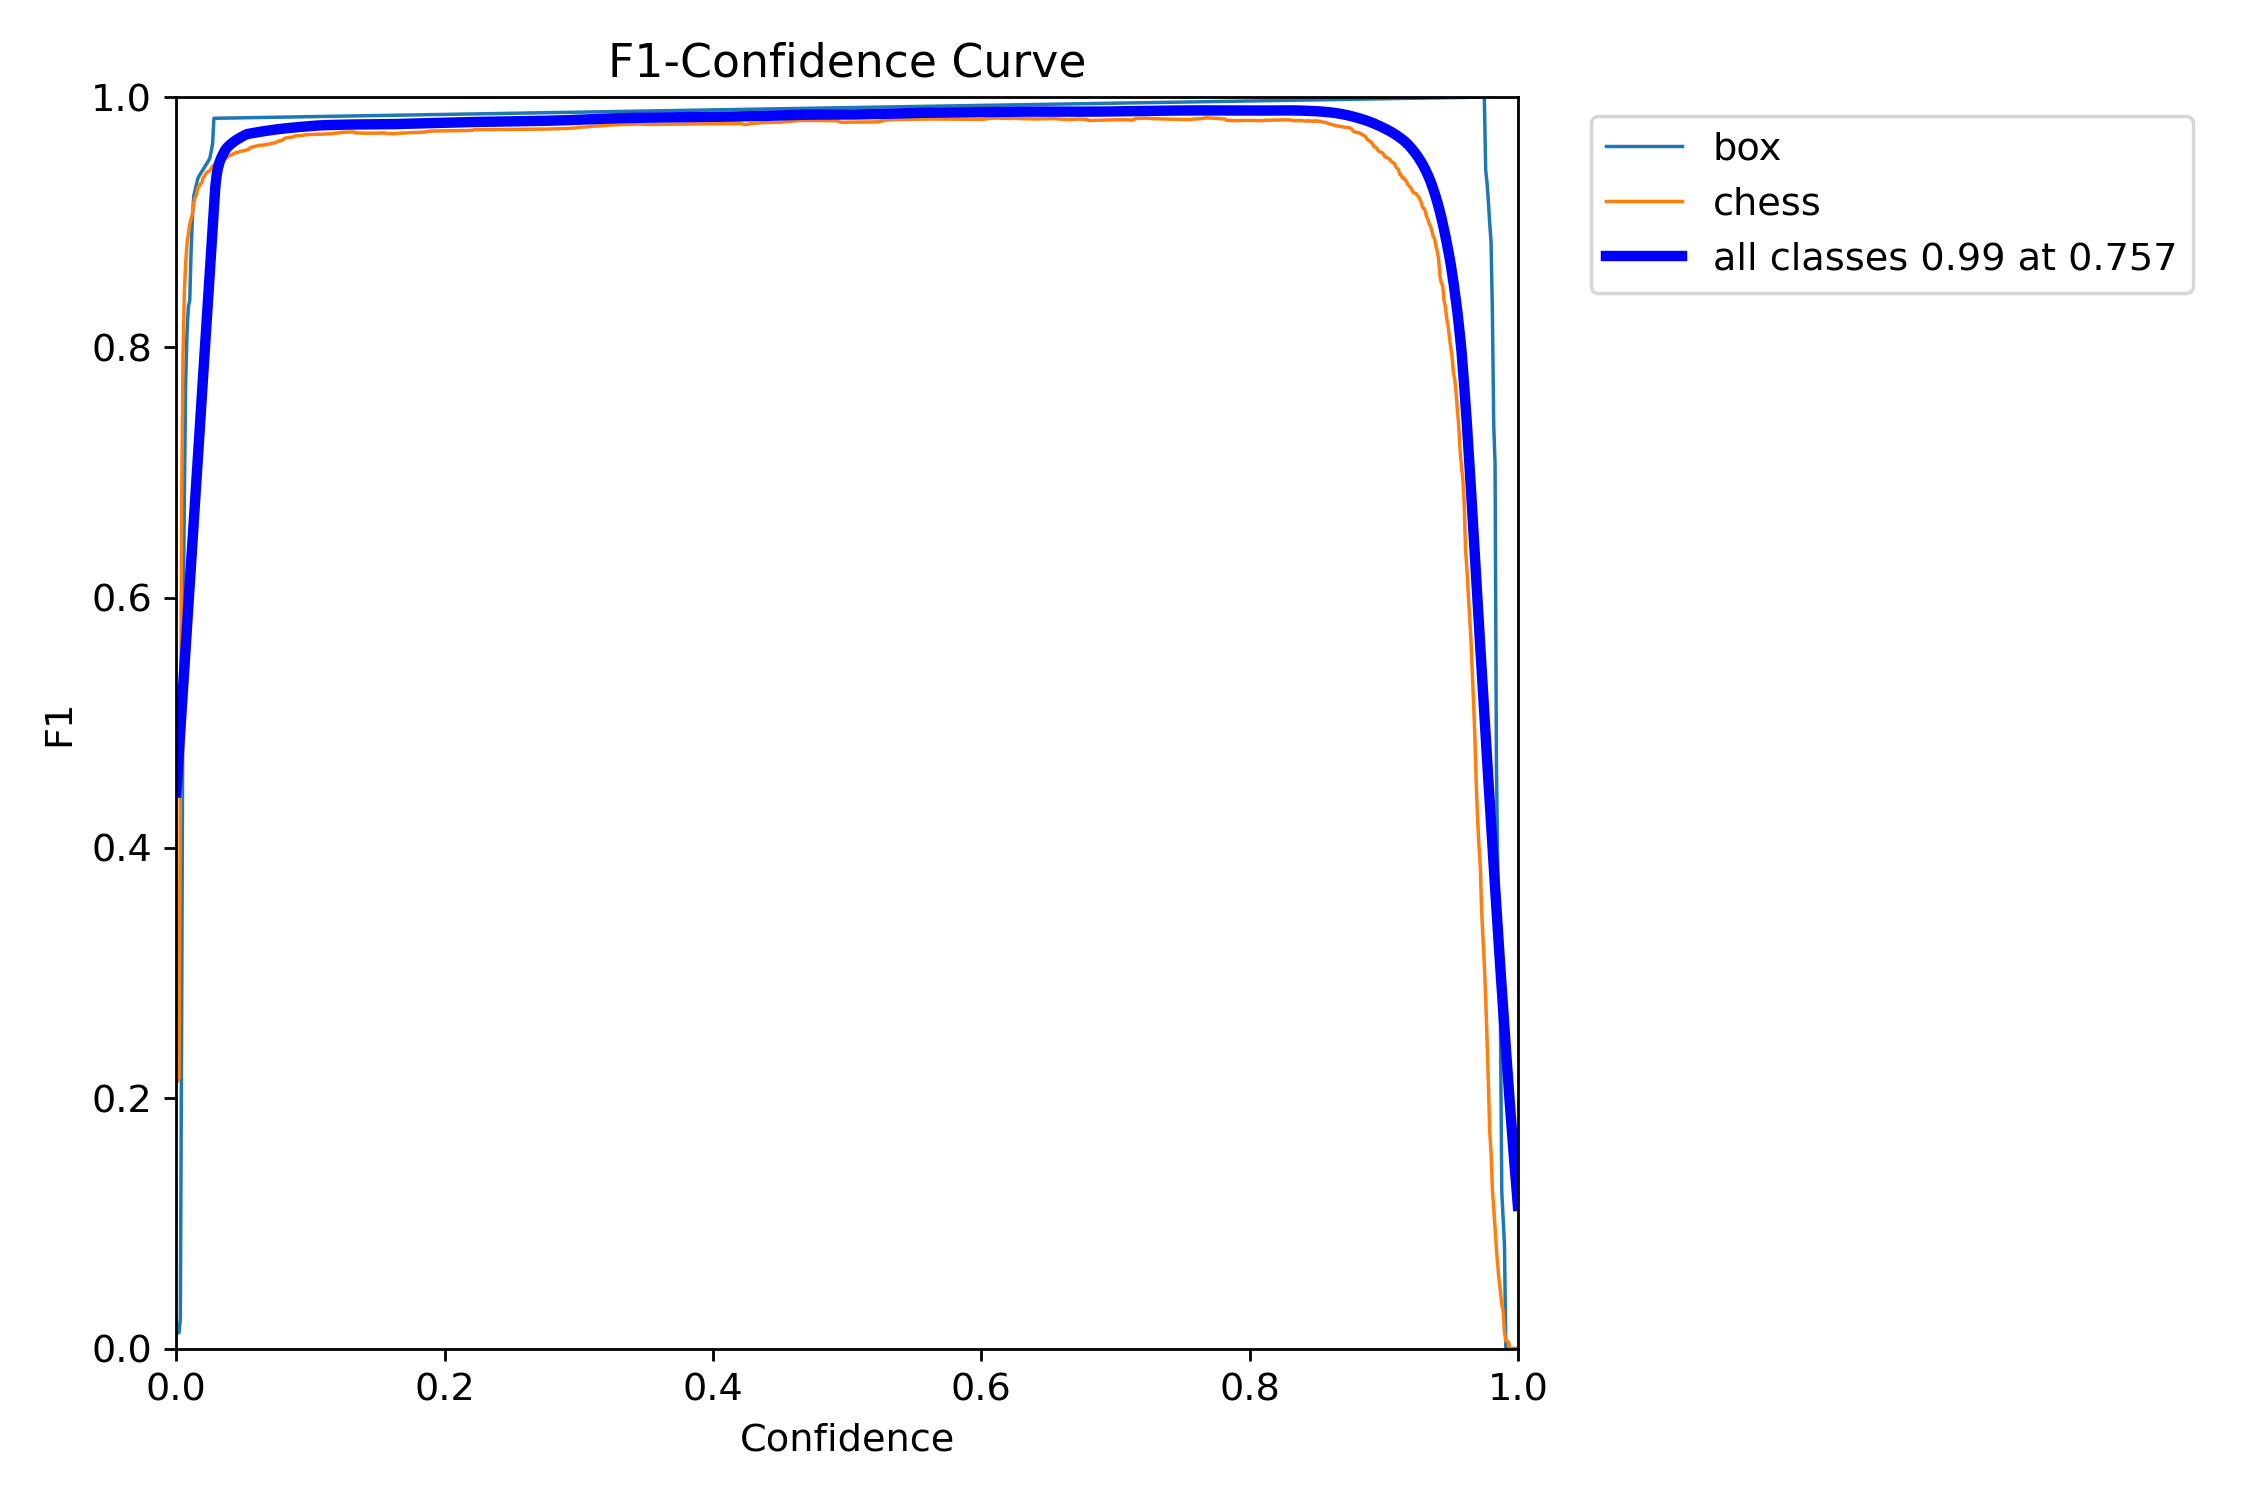 F1-Confidence Curve
1.0
0.8
0.6
0.4
0.2
0.0
F1
0.0 0.2 0.4 0.6 0.8 1.0
Confidence
box
chess
all classes 0.99 at 0.757